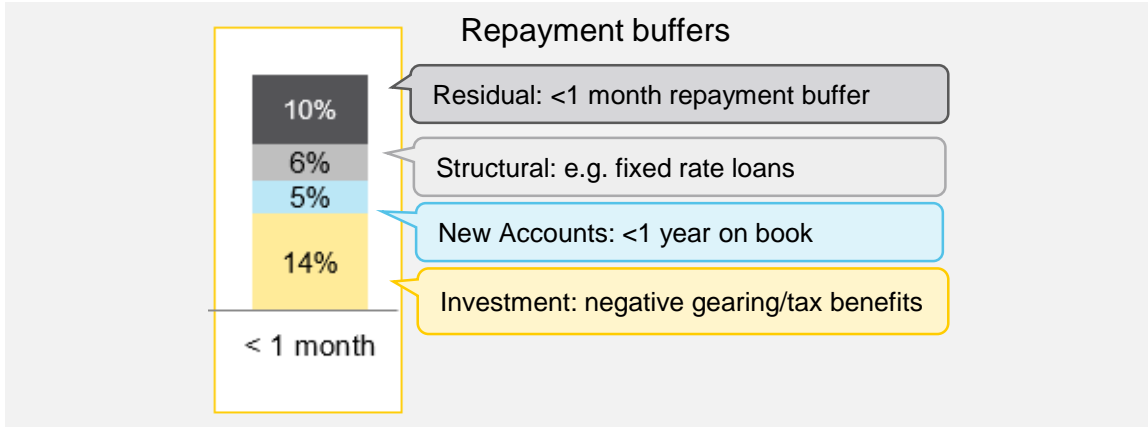 Repayment buffers
10%
Residual: <1 month repayment buffer
6%
Structural: e.g. fixed rate loans
5%
New Accounts: <1 year on book
14%
Investment: negative gearing/tax benefits
< 1 month